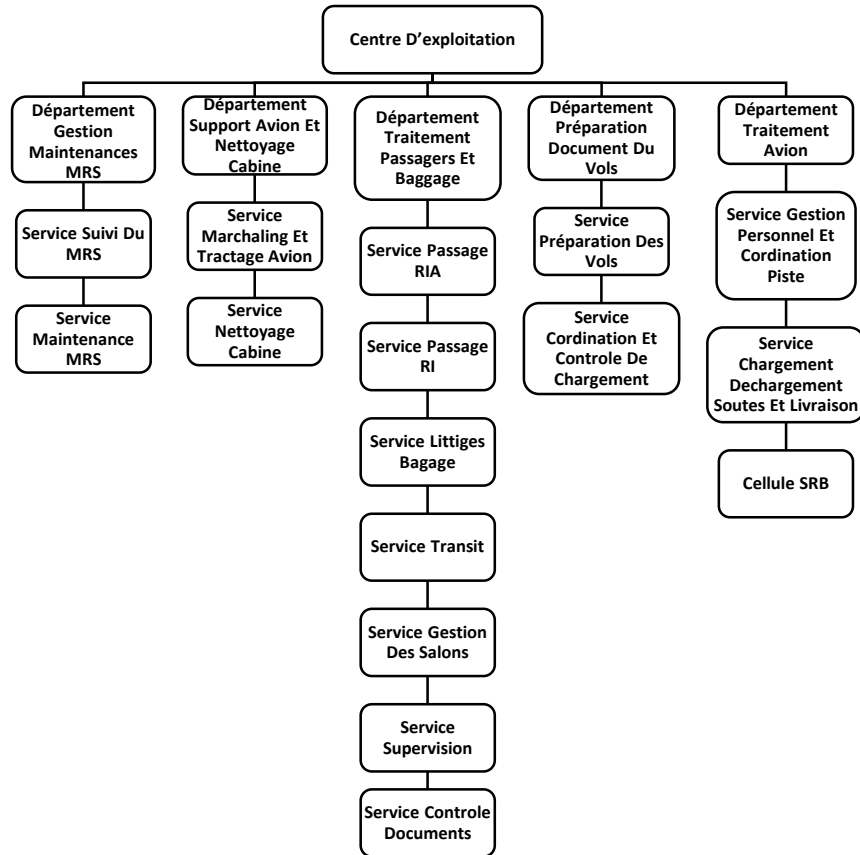 Centre D’exploitation
Département
Gestion
Maintenances
MRS
Service Suivi Du
MRS
Service
Maintenance
MRS
Département
Support Avion Et
Nettoyage
Cabine
Service
Marchaling Et
Tractage Avion
Service
Nettoyage
Cabine
Département
Traitement
Passagers Et
Baggage
Service Passage
RIA
Service Passage
RI
Service Littiges
Bagage
Service Transit
Service Gestion
Des Salons
Service
Supervision
Service Controle
Documents
Département
Préparation
Document Du
Vols
Service
Préparation Des
Vols
Service
Cordination Et
Controle De
Chargement
Département
Traitement
Avion
Service Gestion
Personnel Et
Cordination
Piste
Service
Chargement
Dechargement
Soutes Et Livraison
Cellule SRB